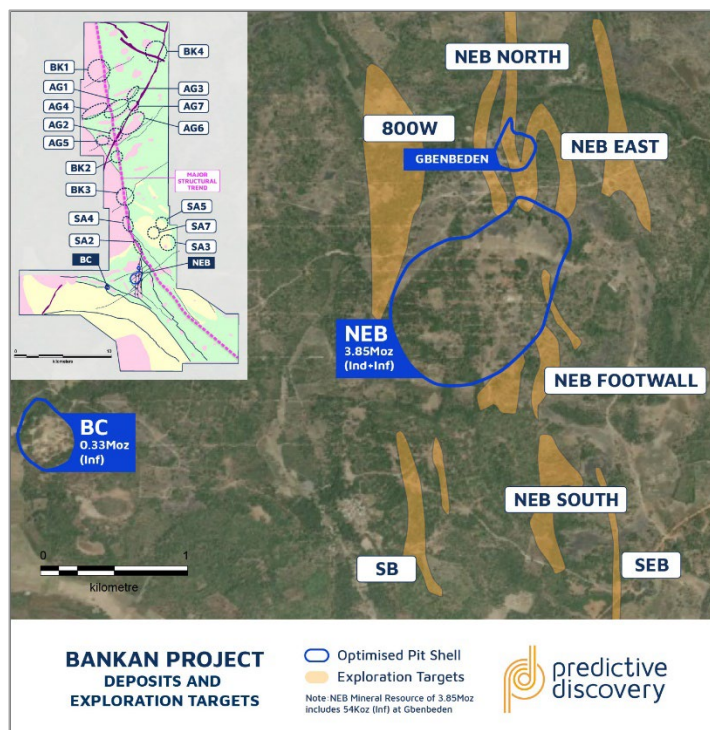 BK4
BK1
AG1
AG3
AG4
AG7
AG2
AG6
AG5
BK2
MAJOR
STRUCTURAL
TREND
BK3
SA5
SA4
SA7
SA2
SA3
BC
NEB
0
10
kilometres
NEB NORTH
800W
GBENBEDEN
NEB EAST
NEB
3.85Moz
(Ind+Inf)
NEB FOOTWALL
BC
0.33Moz
(Inf)
NEB SOUTH
SB
SEB
0
1
kilometre
BANKAN PROJECT
DEPOSITS AND
EXPLORATION TARGETS
Optimised Pit Shell
Exploration Targets
Note: NEB Mineral Resource of 3.85Moz
includes 54Koz (Inf) at Gbenbeden
predictive
discovery